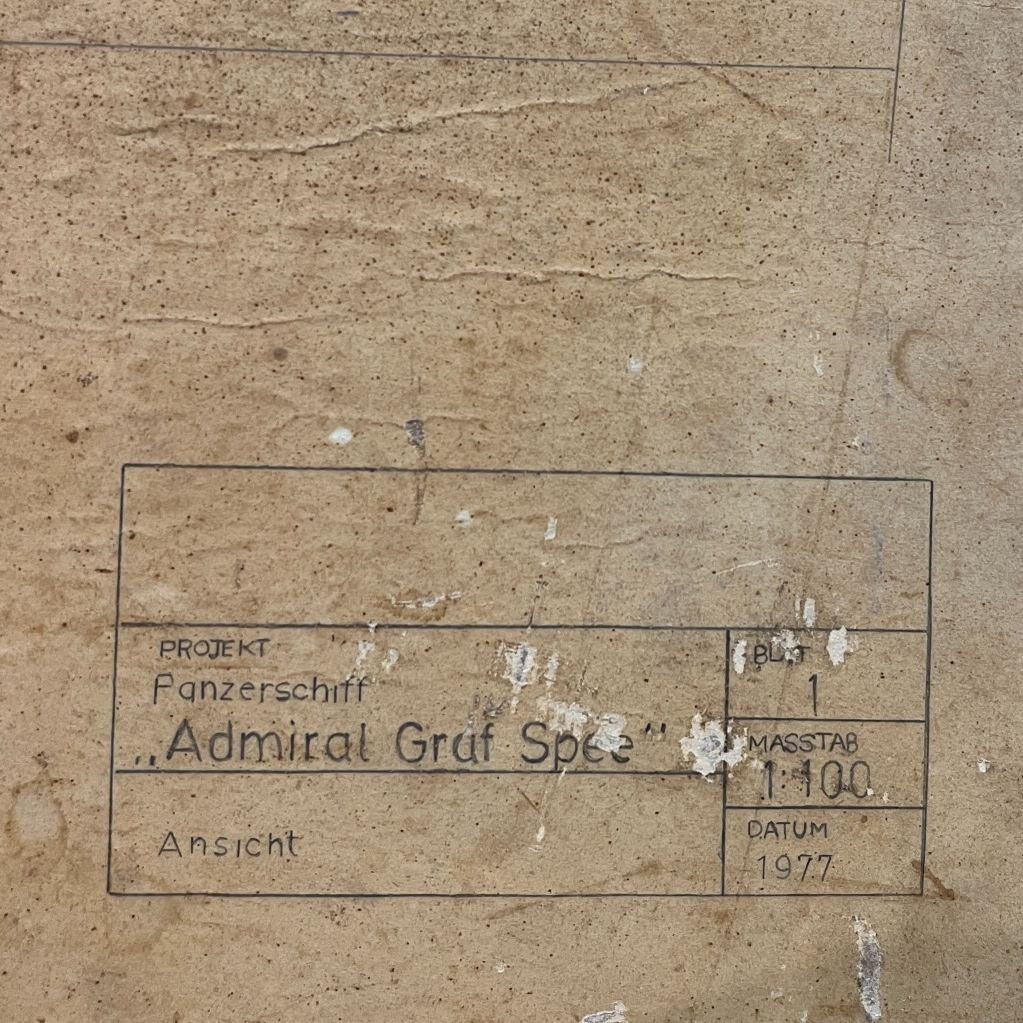 PROJEKT
Panzerschiff
„Admiral Graf Spee“
Ansicht
BLATT
1
MASSTAB
1:100
DATUM
1977